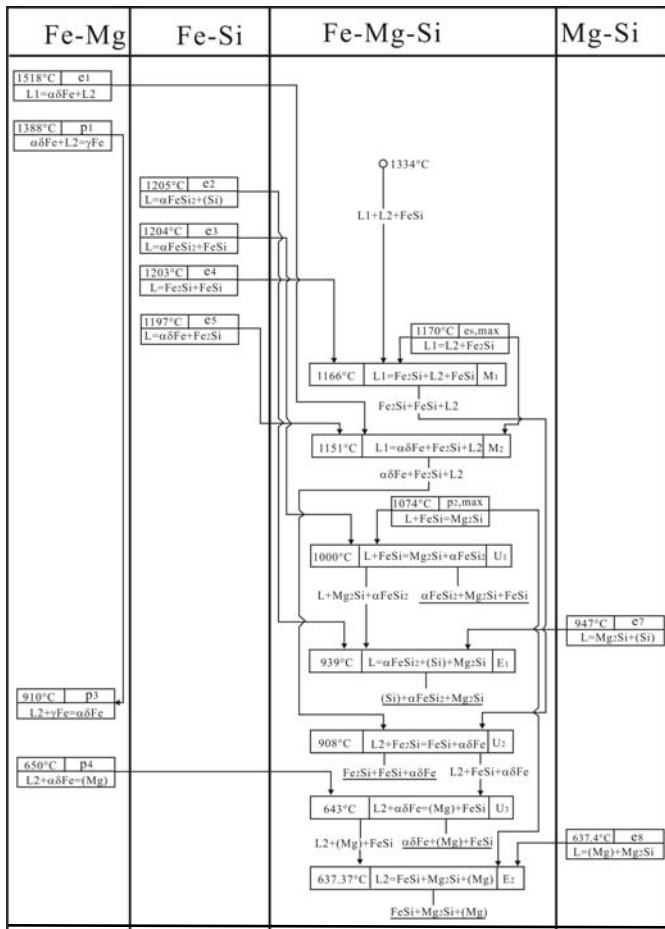 Fe-Mg Fe-Si Fe-Mg-Si Mg-Si
1518°C e1
L1=αδFe+L2
1388°C p1
αδFe+L2=γFe
1334°C
1205°C e2
L=αFeSi2+(Si)
L1+L2+FeSi
1204°C e3
L=αFeSi2+FeSi
1203°C e4
L=Fe2Si+FeSi
1197°C e5
L=αδFe+Fe2Si
1170°C e6,max
L1=L2+Fe2Si
1166°C L1=Fe2Si+L2+FeSi M1
Fe2Si+FeSi+L2
1151°C L1=αδFe+Fe2Si+L2 M2
αδFe+Fe2Si+L2
1074°C p2,max
L+FeSi=Mg2Si
1000°C L+FeSi=Mg2Si+αFeSi2 U1
L+Mg2Si+αFeSi2 αFeSi2+Mg2Si+FeSi
947°C e7
L=Mg2Si+(Si)
939°C L=αFeSi2+(Si)+Mg2Si E1
(Si)+αFeSi2+Mg2Si
910°C p3
L2+γFe=αδFe
908°C L2+Fe2Si=FeSi+αδFe U2
Fe2Si+FeSi+αδFe L2+FeSi+αδFe
650°C p4
L2+αδFe=(Mg)
643°C L2+αδFe=(Mg)+FeSi U3
L2+(Mg)+FeSi αδFe+(Mg)+FeSi
637.4°C e8
L=(Mg)+Mg2Si
637.37°C L2=FeSi+Mg2Si+(Mg) E2
FeSi+Mg2Si+(Mg)